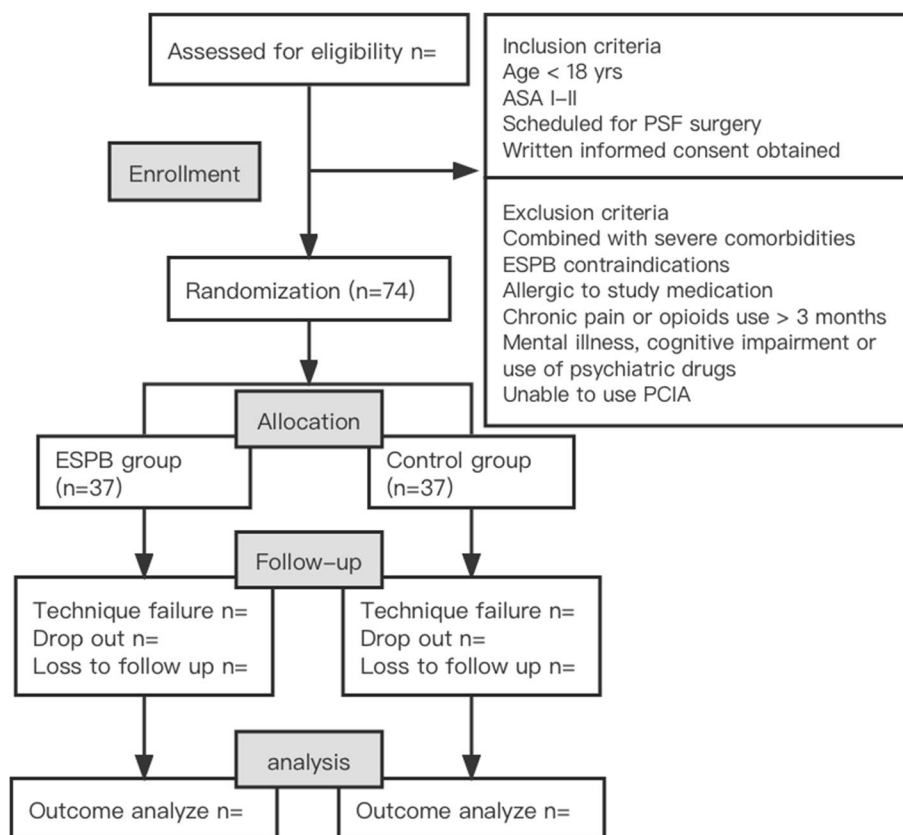 Assessed for eligibility n=
Inclusion criteria
Age < 18 yrs
ASA I–II
Scheduled for PSF surgery
Written informed consent obtained
Enrollment
Exclusion criteria
Combined with severe comorbidities
ESPB contraindications
Allergic to study medication
Chronic pain or opioids use > 3 months
Mental illness, cognitive impairment or
use of psychiatric drugs
Unable to use PCIA
Randomization (n=74)
Allocation
ESPB group
(n=37)
Control group
(n=37)
Follow–up
Technique failure n=
Drop out n=
Loss to follow up n=
Technique failure n=
Drop out n=
Loss to follow up n=
analysis
Outcome analyze n=
Outcome analyze n=